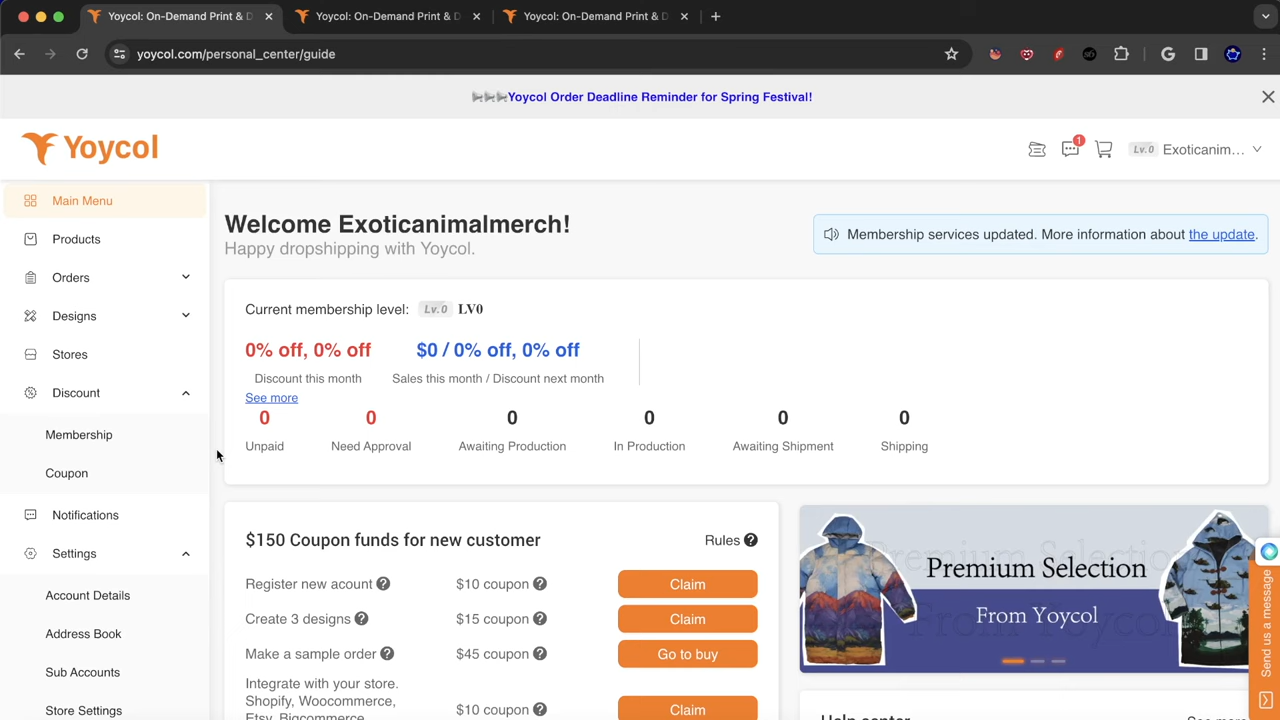 Yoycol: On-Demand Print & D
Yoycol: On-Demand Print & D
Yoycol: On-Demand Print & D
yoycol.com/personal_center/guide
Yoycol Order Deadline Reminder for Spring Festival!
Yoycol
1
Lv.0 Exoticanim...
Main Menu
Products
Orders
Designs
Stores
Discount
Membership
Coupon
Notifications
Settings
Account Details
Address Book
Sub Accounts
Store Settings
Welcome Exoticanimalmerch!
Happy dropshipping with Yoycol.
Membership services updated. More information about the update.
Current membership level: Lv.0 LV0
0% off, 0% off $0 / 0% off, 0% off
Discount this month Sales this month / Discount next month
See more
0 0 0 0 0 0
Unpaid Need Approval Awaiting Production In Production Awaiting Shipment Shipping
$150 Coupon funds for new customer Rules
Register new acount $10 coupon Claim
Create 3 designs $15 coupon Claim
Make a sample order $45 coupon Go to buy
Integrate with your store.
Shopify, Woocommerce,
Etsy, Bigcommerce $10 coupon Claim
Premium Selection
From Yoycol
Send us a message
Help center See more